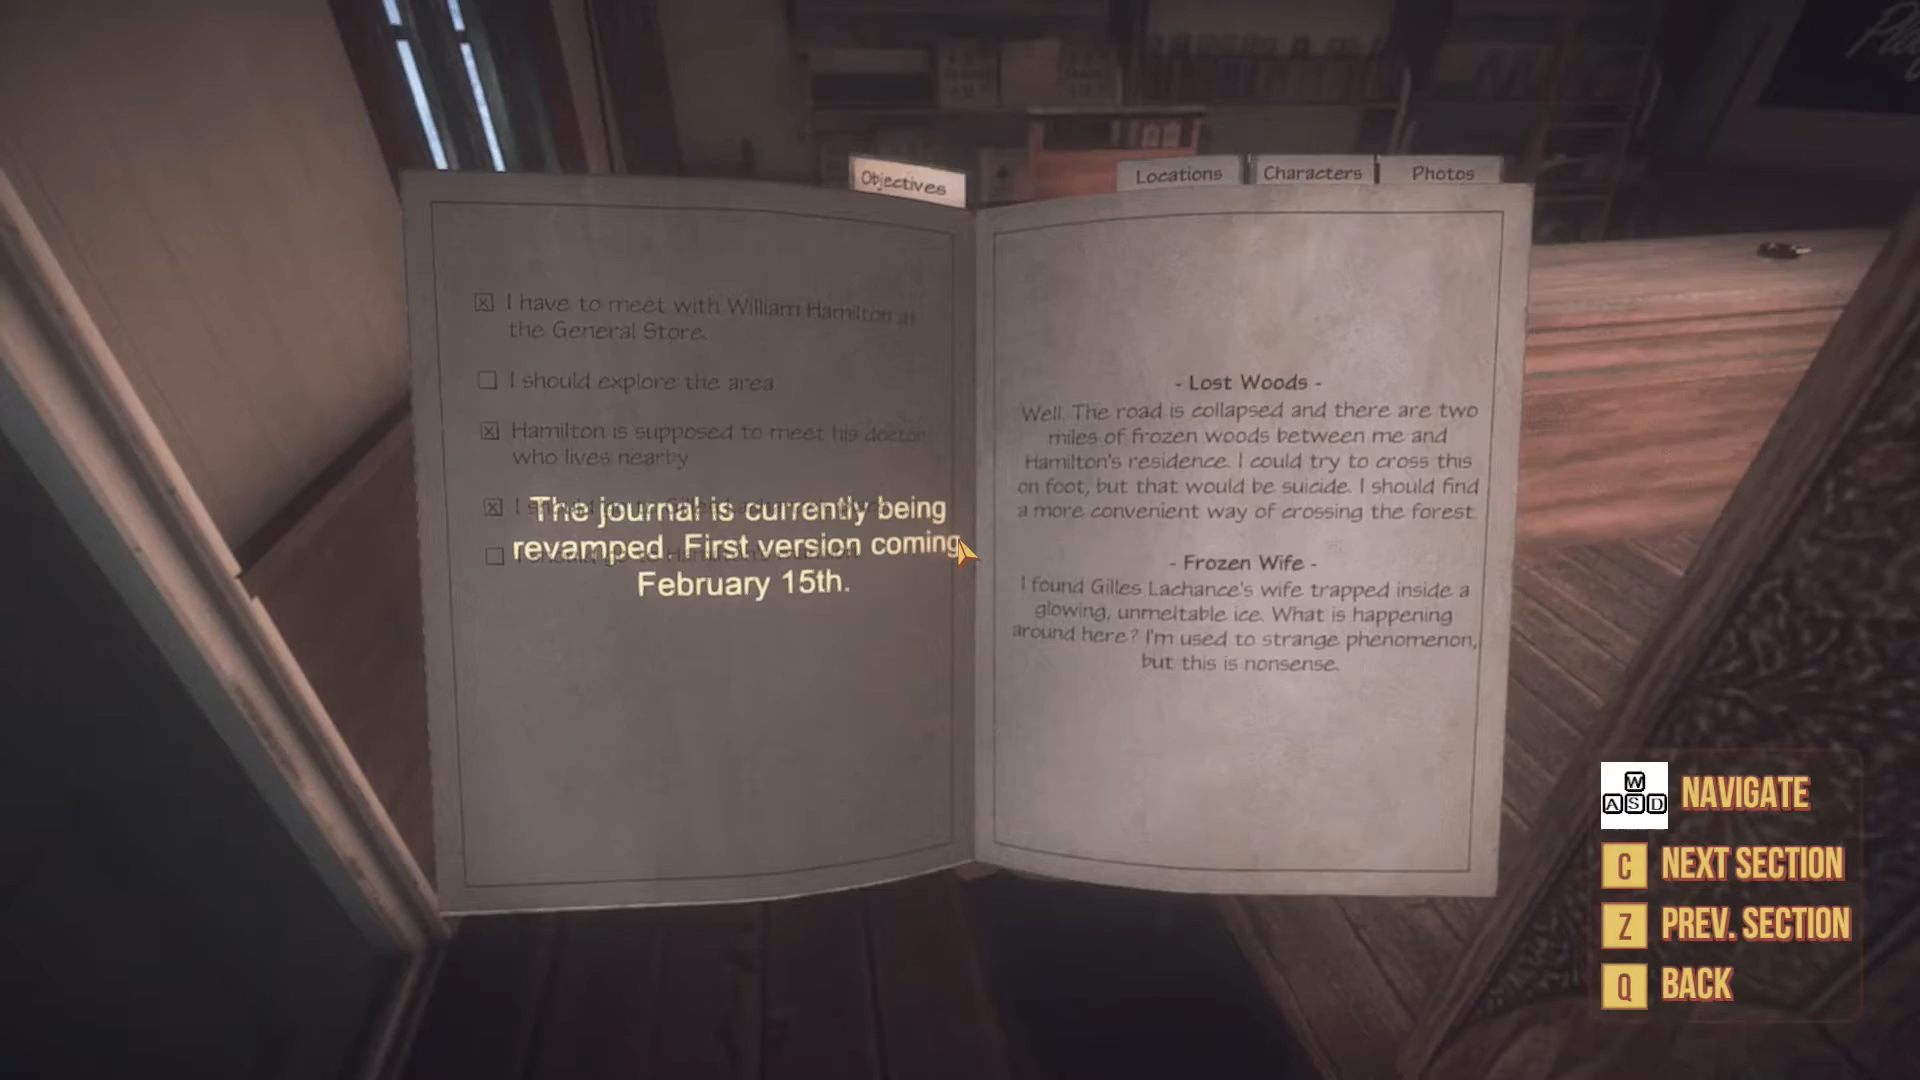 Objectives
Locations
Characters
Photos
I have to meet with William Hamilton at
the General Store.
I should explore the area
Hamilton is supposed to meet his doctor
who lives nearby
I should
The journal is currently being
revamped. First version coming
February 15th.
- Lost Woods -
Well. The road is collapsed and there are two
miles of frozen woods between me and
Hamilton's residence. I could try to cross this
on foot, but that would be suicide. I should find
a more convenient way of crossing the forest.
- Frozen Wife -
I found Gilles Lachance's wife trapped inside a
glowing, unmeltable ice. What is happening
around here? I'm used to strange phenomenon,
but this is nonsense.
W
A S D
NAVIGATE
C NEXT SECTION
Z PREV. SECTION
Q BACK